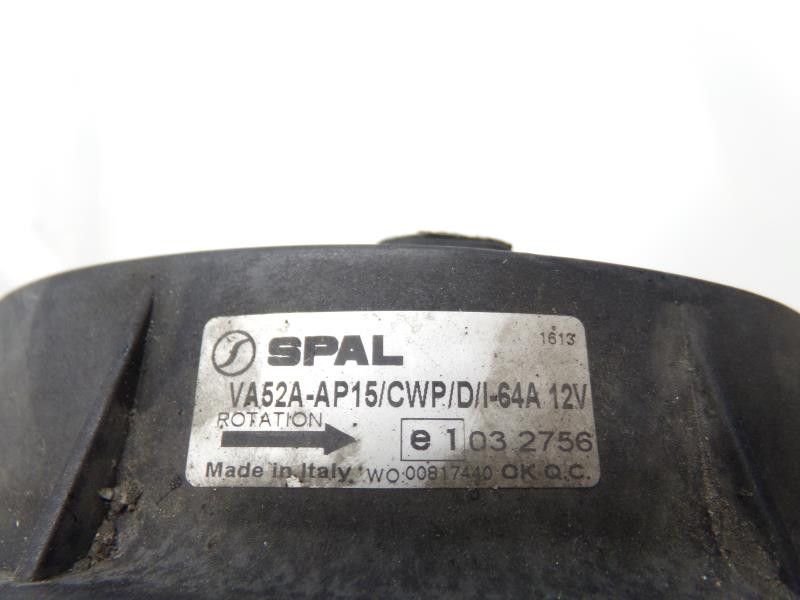 SPAL 1613
VA52A-AP15/CWP/D/I-64A 12V
ROTATION
e 1 03 2756
Made in Italy WO:00817440 OK Q.C.